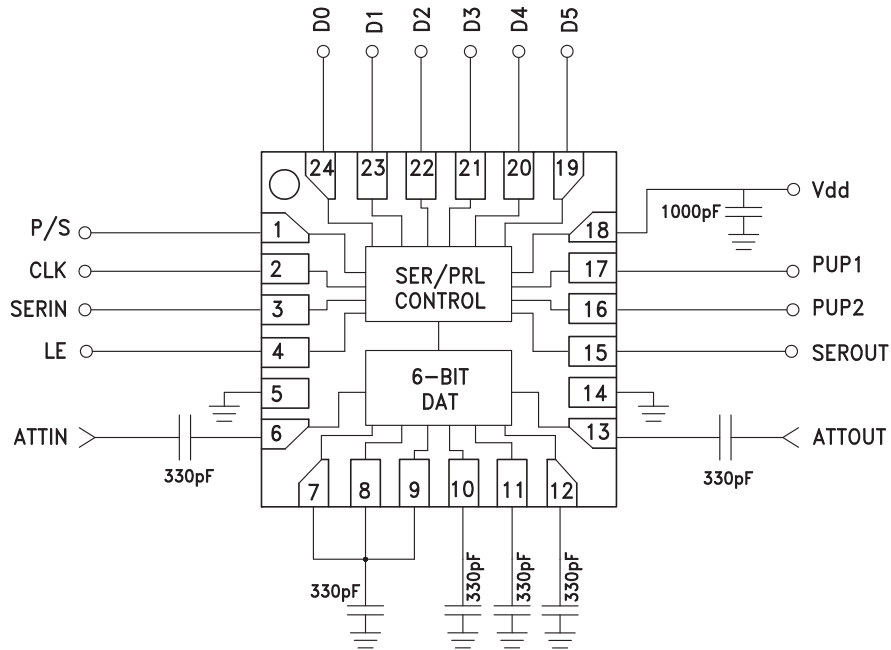 D0
D1
D2
D3
D4
D5
24
23
22
21
20
19
Vdd
1000pF
P/S
1
18
CLK
2
SER/PRL
CONTROL
17
PUP1
SERIN
3
16
PUP2
LE
4
15
SEROUT
5
6-BIT
DAT
14
ATTIN
6
13
ATTOUT
330pF
330pF
7
8
9
10
11
12
330pF
330pF
330pF
330pF